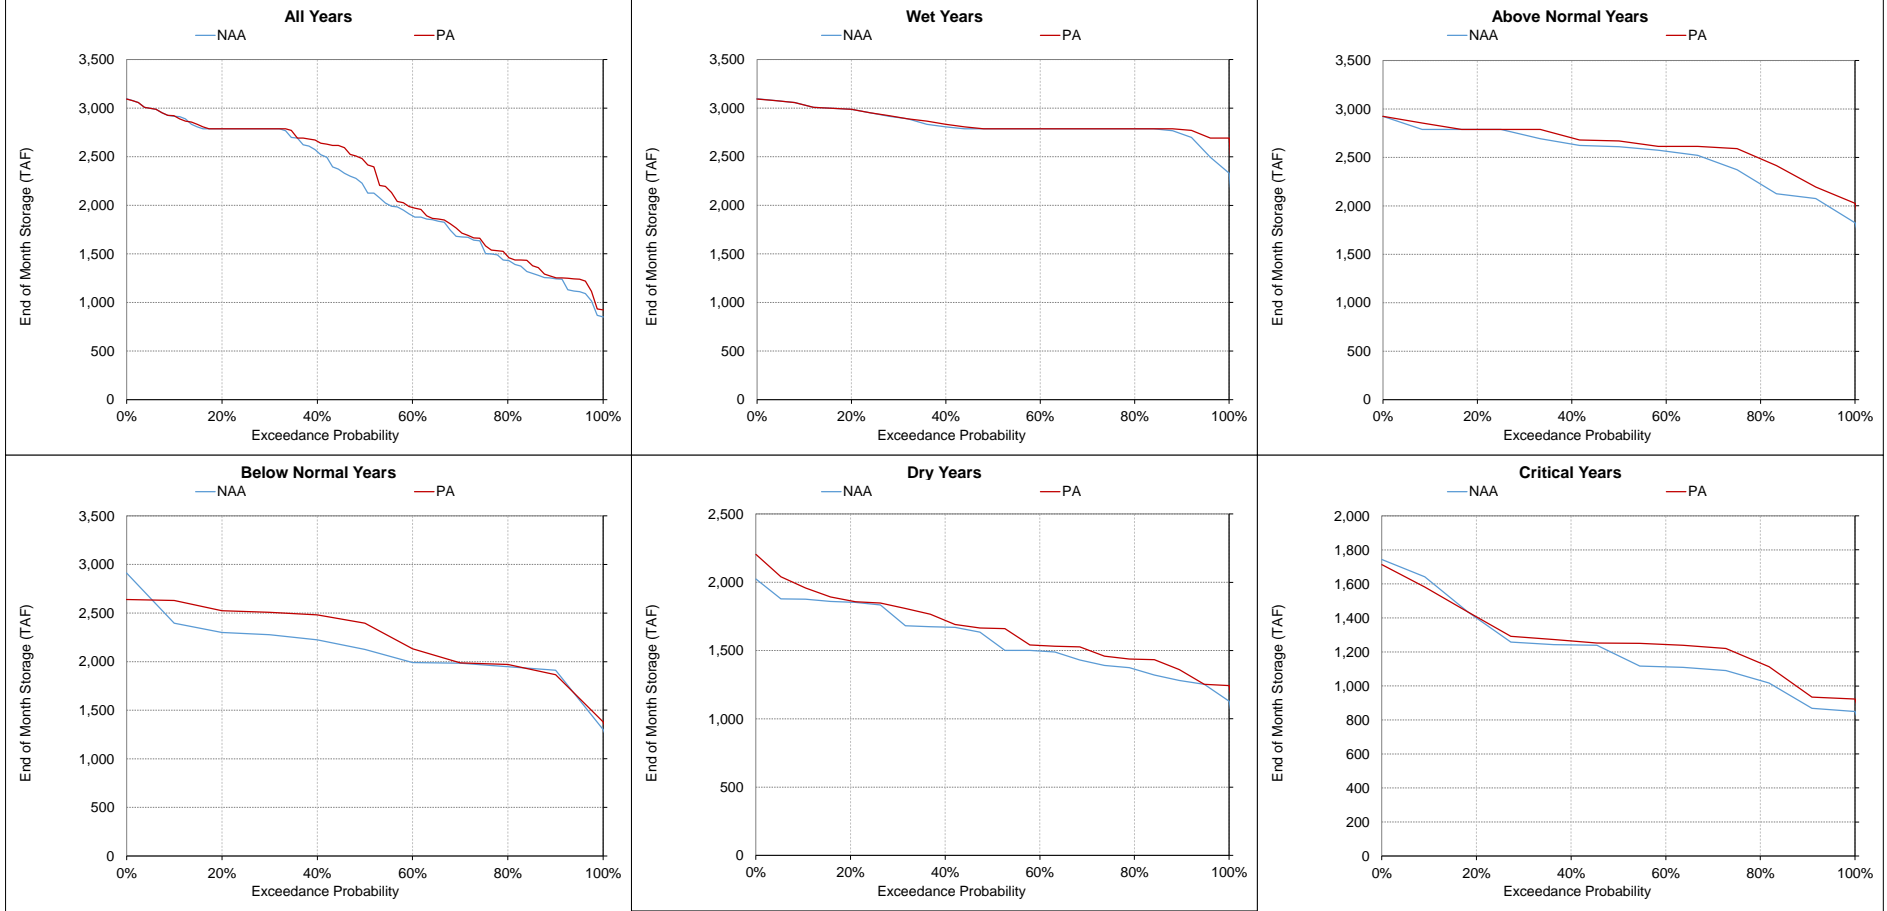 All Years
NAA PA
3,500
3,000
2,500
2,000
1,500
1,000
500
0
0% 20% 40% 60% 80% 100%
End of Month Storage (TAF)
Exceedance Probability
Wet Years
NAA PA
3,500
3,000
2,500
2,000
1,500
1,000
500
0
0% 20% 40% 60% 80% 100%
End of Month Storage (TAF)
Exceedance Probability
Above Normal Years
NAA PA
3,500
3,000
2,500
2,000
1,500
1,000
500
0
0% 20% 40% 60% 80% 100%
End of Month Storage (TAF)
Exceedance Probability
Below Normal Years
NAA PA
3,500
3,000
2,500
2,000
1,500
1,000
500
0
0% 20% 40% 60% 80% 100%
End of Month Storage (TAF)
Exceedance Probability
Dry Years
NAA PA
2,500
2,000
1,500
1,000
500
0
0% 20% 40% 60% 80% 100%
End of Month Storage (TAF)
Exceedance Probability
Critical Years
NAA PA
2,000
1,800
1,600
1,400
1,200
1,000
800
600
400
200
0
0% 20% 40% 60% 80% 100%
End of Month Storage (TAF)
Exceedance Probability